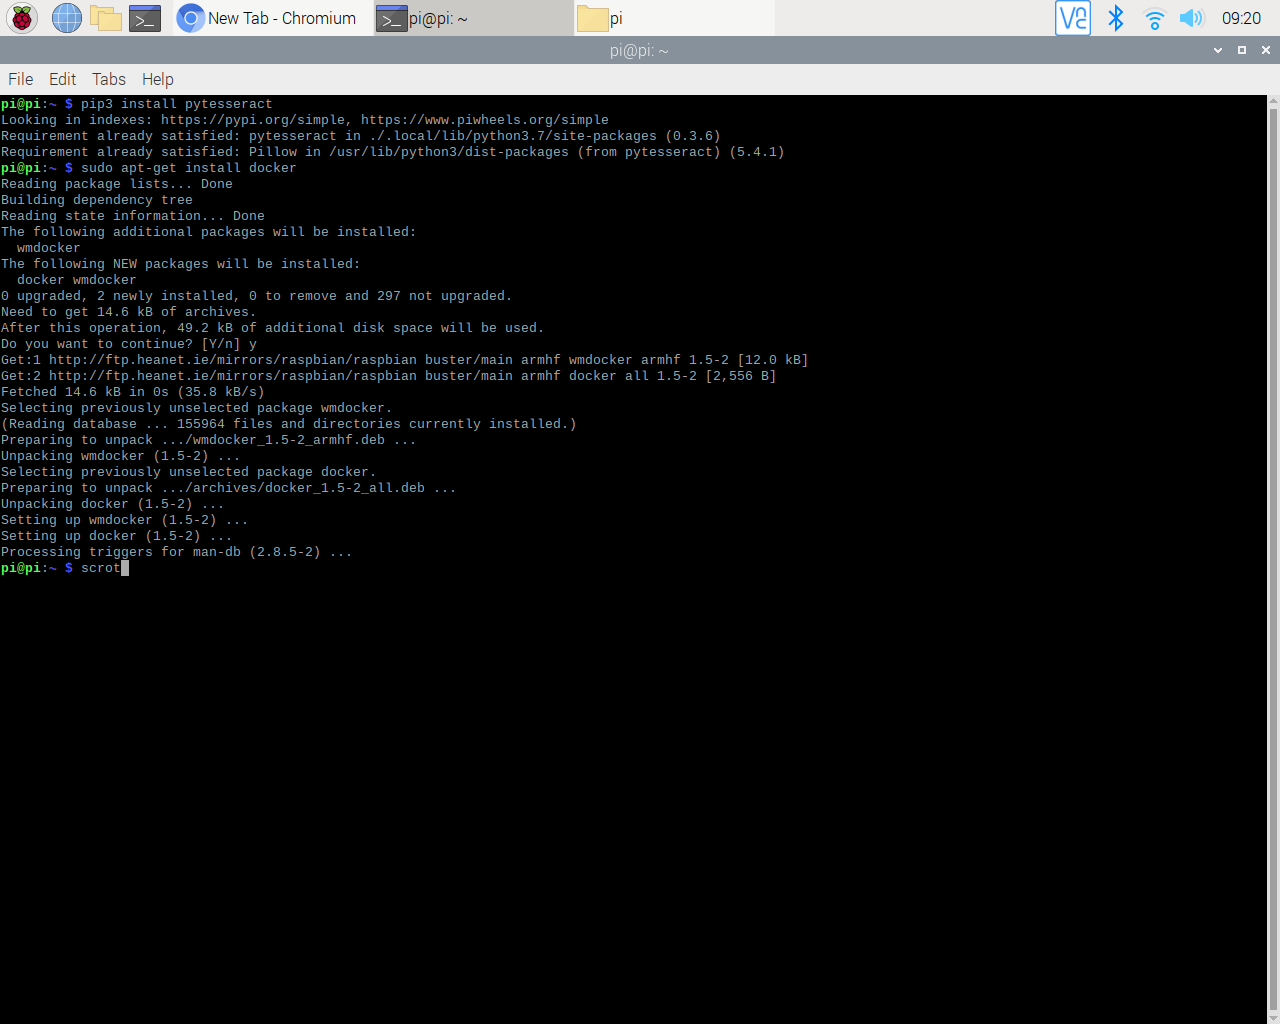 New Tab - Chromium
pi@pi: ~
pi
09:20
pi@pi: ~
File Edit Tabs Help
pi@pi:~ $ pip3 install pytesseract
Looking in indexes: https://pypi.org/simple, https://www.piwheels.org/simple
Requirement already satisfied: pytesseract in ./.local/lib/python3.7/site-packages (0.3.6)
Requirement already satisfied: Pillow in /usr/lib/python3/dist-packages (from pytesseract) (5.4.1)
pi@pi:~ $ sudo apt-get install docker
Reading package lists... Done
Building dependency tree
Reading state information... Done
The following additional packages will be installed:
  wmdocker
The following NEW packages will be installed:
  docker wmdocker
0 upgraded, 2 newly installed, 0 to remove and 297 not upgraded.
Need to get 14.6 kB of archives.
After this operation, 49.2 kB of additional disk space will be used.
Do you want to continue? [Y/n] y
Get:1 http://ftp.heanet.ie/mirrors/raspbian/raspbian buster/main armhf wmdocker armhf 1.5-2 [12.0 kB]
Get:2 http://ftp.heanet.ie/mirrors/raspbian/raspbian buster/main armhf docker all 1.5-2 [2,556 B]
Fetched 14.6 kB in 0s (35.8 kB/s)
Selecting previously unselected package wmdocker.
(Reading database ... 155964 files and directories currently installed.)
Preparing to unpack .../wmdocker_1.5-2_armhf.deb ...
Unpacking wmdocker (1.5-2) ...
Selecting previously unselected package docker.
Preparing to unpack .../archives/docker_1.5-2_all.deb ...
Unpacking docker (1.5-2) ...
Setting up wmdocker (1.5-2) ...
Setting up docker (1.5-2) ...
Processing triggers for man-db (2.8.5-2) ...
pi@pi:~ $ scrot